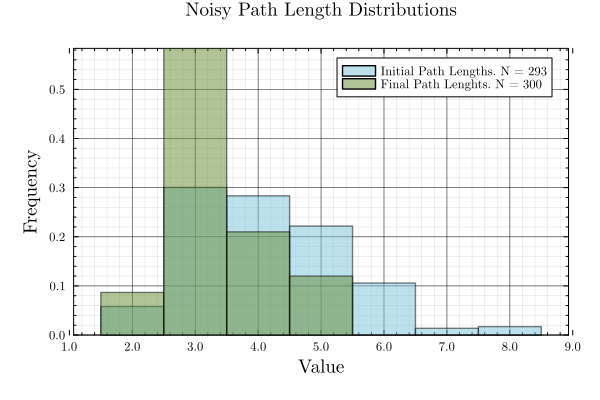 Noisy Path Length Distributions
Initial Path Lengths. N = 293
Final Path Lenghts. N = 300
0.5
0.4
0.3
0.2
0.1
0.0
Frequency
1.0 2.0 3.0 4.0 5.0 6.0 7.0 8.0 9.0
Value